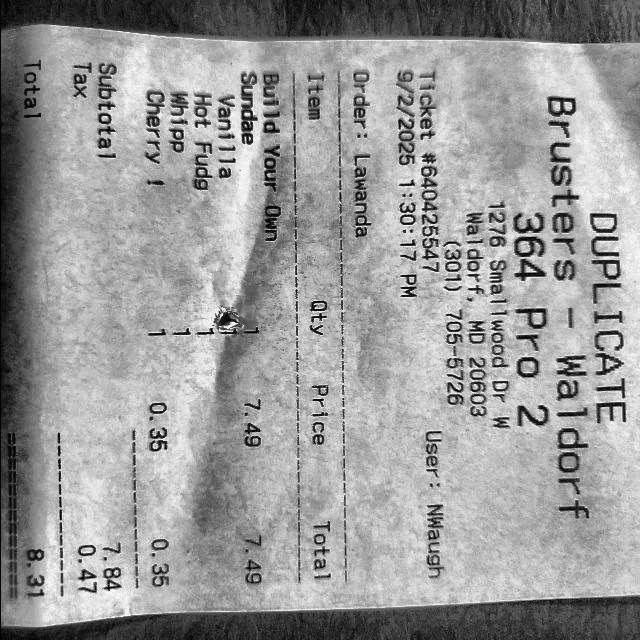 DUPLICATE
Brusters - Waldorf
364 Pro 2
1276 Smallwood Dr. W
Waldorf, MD 20603
(301) 705-5726
Ticket #640425547 User: NWaugh
9/2/2025 1:30:17 PM
Order: Lawanda
Item Qty Price Total
Build Your Own
Sundae 1 7.49 7.49
Vanilla
Hot Fudg 1
Whipp 1
Cherry 1 0.35 0.35
Subtotal 7.84
Tax 0.47
Total 8.31